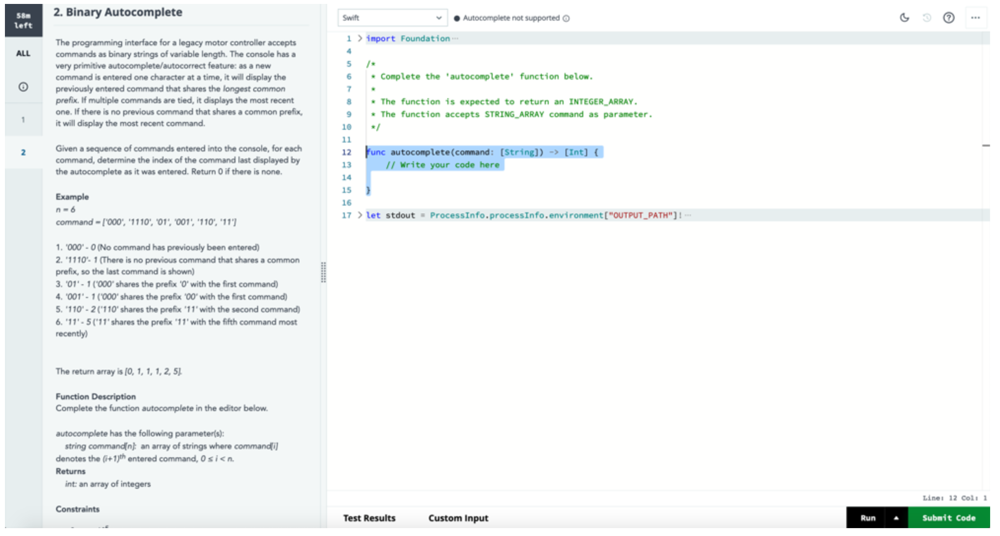 58m
left
ALL
1
2
2. Binary Autocomplete
The programming interface for a legacy motor controller accepts
commands as binary strings of variable length. The console has a
very primitive autocomplete/autocorrect feature: as a new
command is entered one character at a time, it will display the
previously entered command that shares the longest common
prefix. If multiple commands are tied, it displays the most recent
one. If there is no previous command that shares a common prefix,
it will display the most recent command.
Given a sequence of commands entered into the console, for each
command, determine the index of the command last displayed by
the autocomplete as it was entered. Return 0 if there is none.
Example
n = 6
command = ['000', '1110', '01', '001', '110', '11']
1. '000' - 0 (No command has previously been entered)
2. '1110'- 1 (There is no previous command that shares a common
prefix, so the last command is shown)
3. '01' - 1 ('000' shares the prefix '0' with the first command)
4. '001' - 1 ('000' shares the prefix '00' with the first command)
5. '110' - 2 ('110' shares the prefix '11' with the second command)
6. '11' - 5 ('11' shares the prefix '11' with the fifth command most
recently)
The return array is [0, 1, 1, 1, 2, 5].
Function Description
Complete the function autocomplete in the editor below.
autocomplete has the following parameter(s):
string command[n]: an array of strings where command[i]
denotes the (i+1)th entered command, 0 ≤ i < n.
Returns
int: an array of integers
Constraints
Swift
Autocomplete not supported
1 import Foundation
4
5 /*
6 * Complete the 'autocomplete' function below.
7 *
8 * The function is expected to return an INTEGER_ARRAY.
9 * The function accepts STRING_ARRAY command as parameter.
10 */
11
12 func autocomplete(command: [String]) -> [Int] {
13 // Write your code here
14
15 }
16
17 let stdout = ProcessInfo.processInfo.environment["OUTPUT_PATH"]!
Line: 12 Col: 1
Test Results
Custom Input
Run
Submit Code